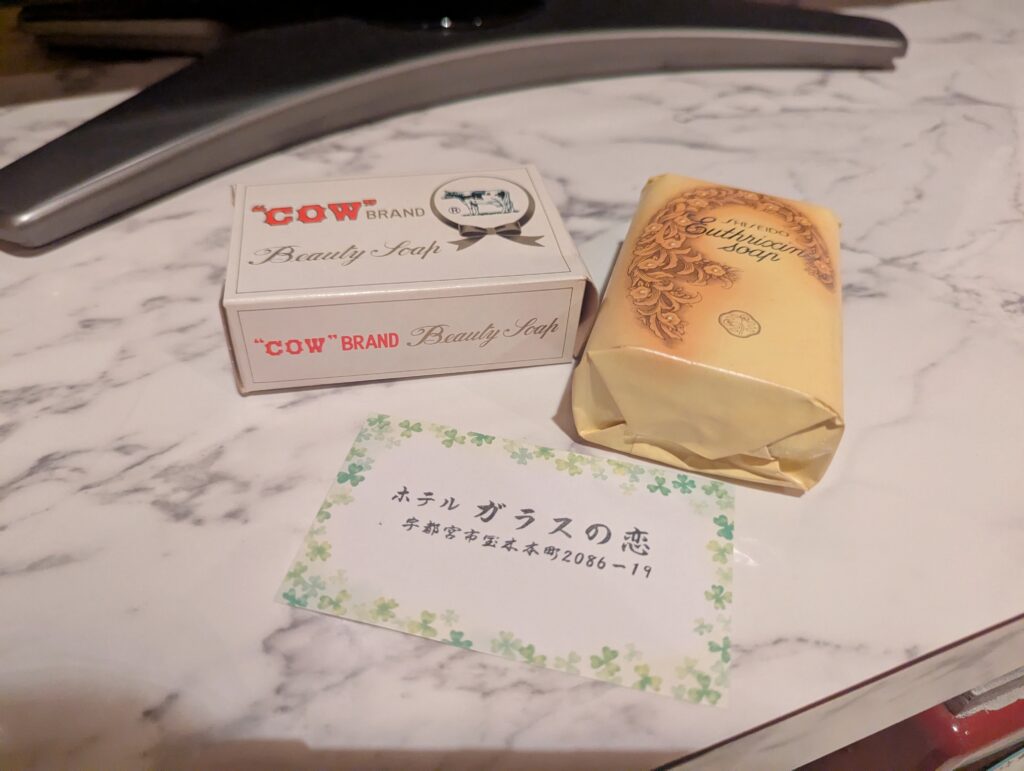 "COW" BRAND
Beauty Soap
"COW" BRAND Beauty Soap
®
SHISEIDO
Euthrixam
soap
ホテル ガラスの恋
宇都宮市宝木本町2086-19